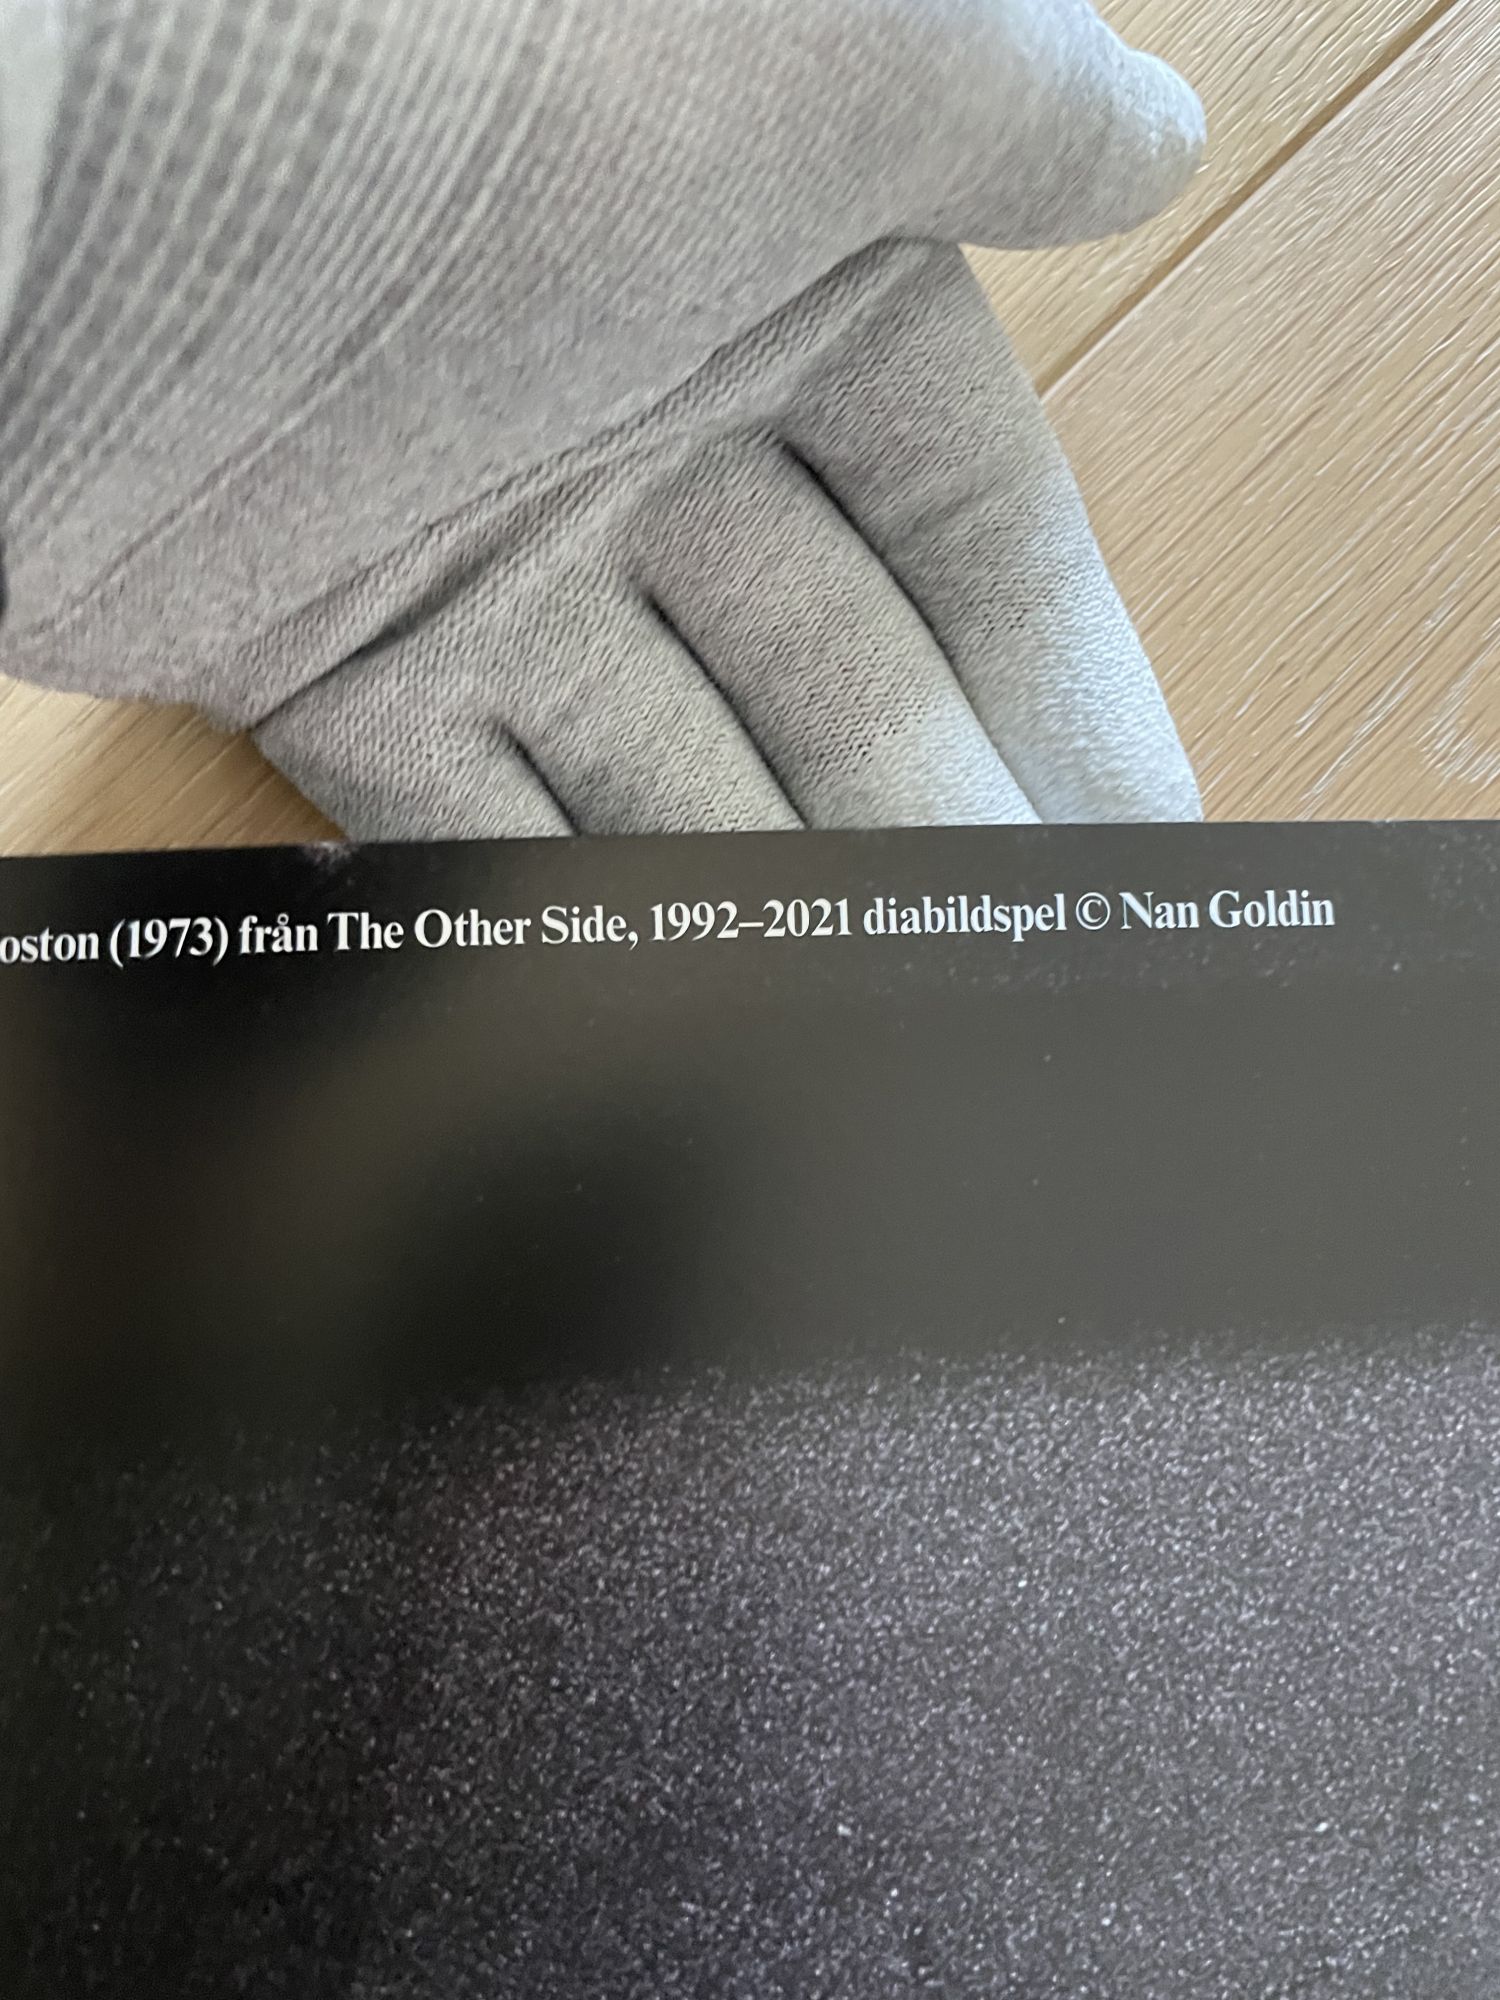 oston (1973) från The Other Side, 1992–2021 diabildspel © Nan Goldin